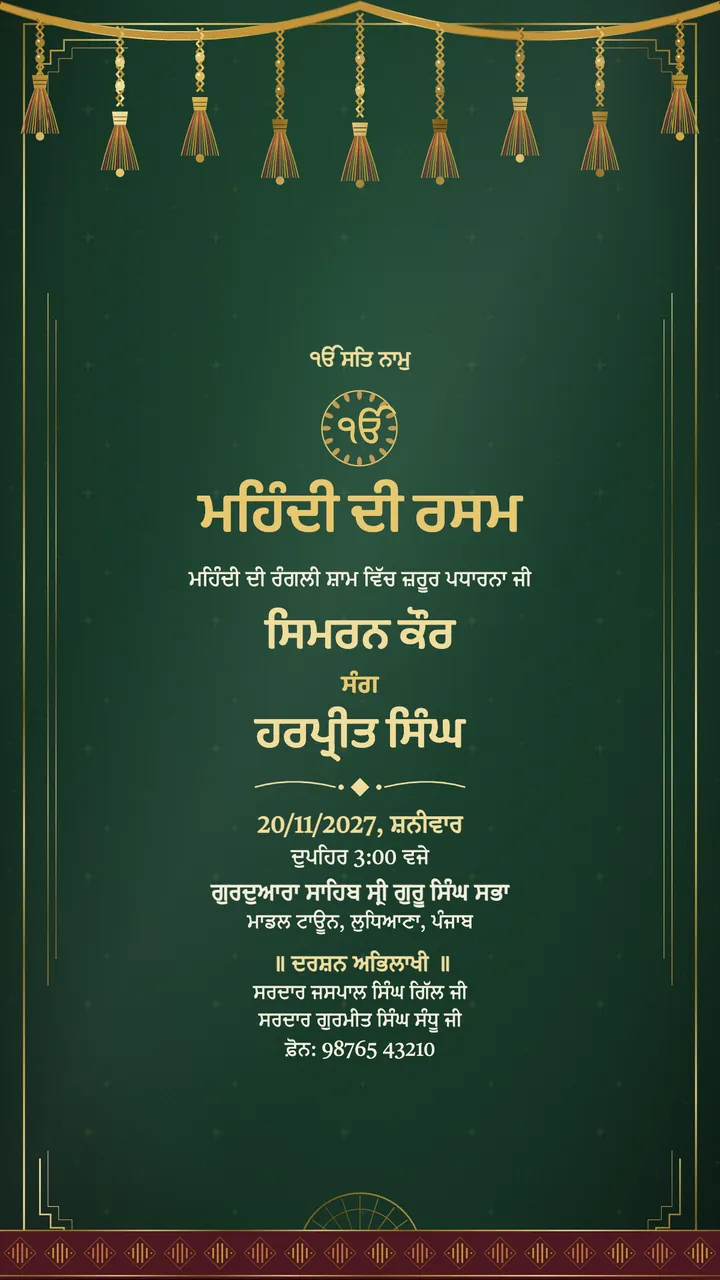 ੴ ਸਤਿ ਨਾਮੁ
ੴ
ਮਹਿੰਦੀ ਦੀ ਰਸਮ
ਮਹਿੰਦੀ ਦੀ ਰੰਗਲੀ ਸ਼ਾਮ ਵਿੱਚ ਜ਼ਰੂਰ ਪਧਾਰਨਾ ਜੀ
ਸਿਮਰਨ ਕੌਰ
ਸੰਗ
ਹਰਪ੍ਰੀਤ ਸਿੰਘ
20/11/2027, ਸ਼ਨੀਵਾਰ
ਦੁਪਹਿਰ 3:00 ਵਜੇ
ਗੁਰਦੁਆਰਾ ਸਾਹਿਬ ਸ੍ਰੀ ਗੁਰੂ ਸਿੰਘ ਸਭਾ
ਮਾਡਲ ਟਾਊਨ, ਲੁਧਿਆਣਾ, ਪੰਜਾਬ
॥ ਦਰਸ਼ਨ ਅਭਿਲਾਖੀ ॥
ਸਰਦਾਰ ਜਸਪਾਲ ਸਿੰਘ ਗਿੱਲ ਜੀ
ਸਰਦਾਰ ਗੁਰਮੀਤ ਸਿੰਘ ਸੰਧੂ ਜੀ
ਫ਼ੋਨ: 98765 43210